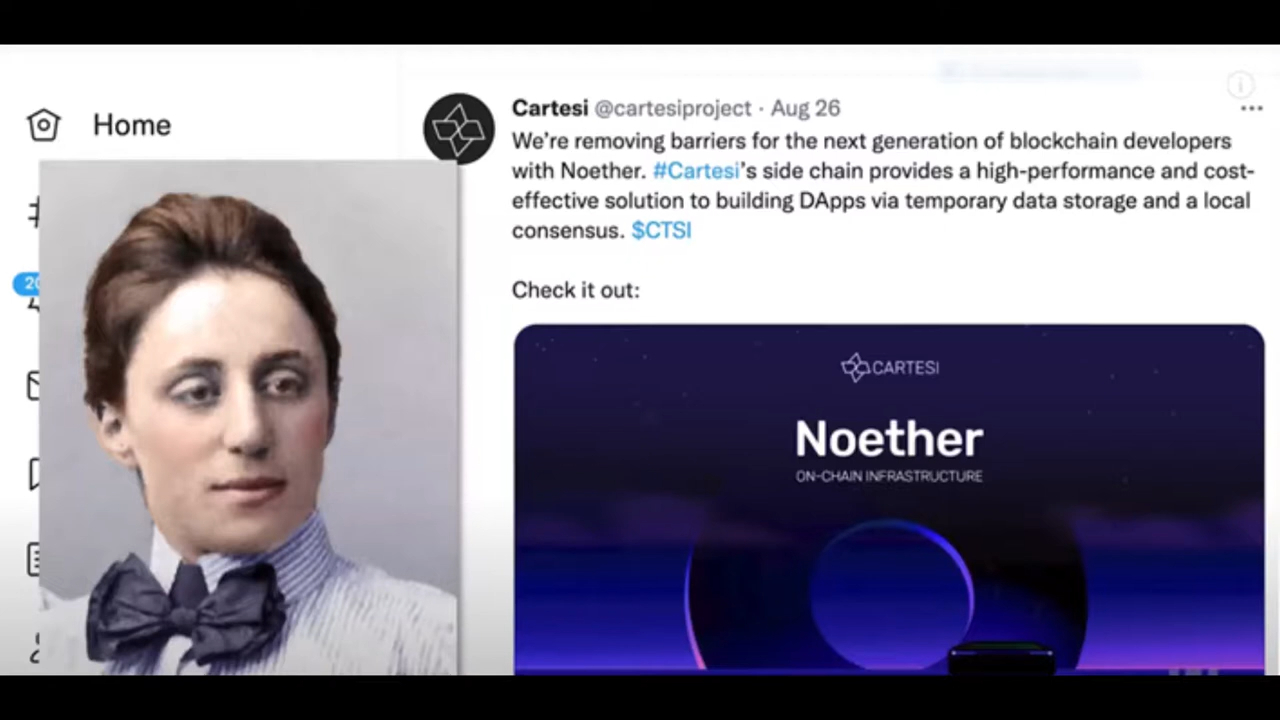 Home
20
Cartesi @cartesiproject · Aug 26
We're removing barriers for the next generation of blockchain developers
with Noether. #Cartesi's side chain provides a high-performance and cost-
effective solution to building DApps via temporary data storage and a local
consensus. $CTSI
Check it out:
CARTESI
Noether
ON-CHAIN INFRASTRUCTURE